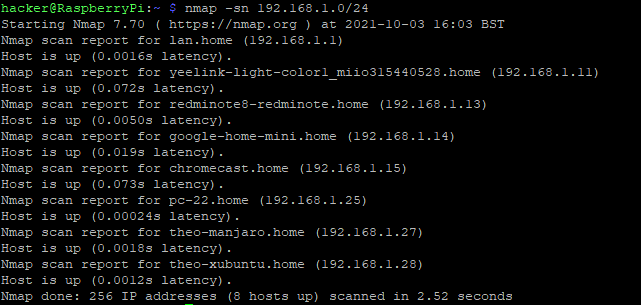 hacker@RaspberryPi:~ $ nmap -sn 192.168.1.0/24
Starting Nmap 7.70 ( https://nmap.org ) at 2021-10-03 16:03 BST
Nmap scan report for lan.home (192.168.1.1)
Host is up (0.0016s latency).
Nmap scan report for yeelink-light-color1_miio315440528.home (192.168.1.11)
Host is up (0.072s latency).
Nmap scan report for redminote8-redminote.home (192.168.1.13)
Host is up (0.0050s latency).
Nmap scan report for google-home-mini.home (192.168.1.14)
Host is up (0.019s latency).
Nmap scan report for chromecast.home (192.168.1.15)
Host is up (0.073s latency).
Nmap scan report for pc-22.home (192.168.1.25)
Host is up (0.00024s latency).
Nmap scan report for theo-manjaro.home (192.168.1.27)
Host is up (0.0018s latency).
Nmap scan report for theo-xubuntu.home (192.168.1.28)
Host is up (0.0012s latency).
Nmap done: 256 IP addresses (8 hosts up) scanned in 2.52 seconds